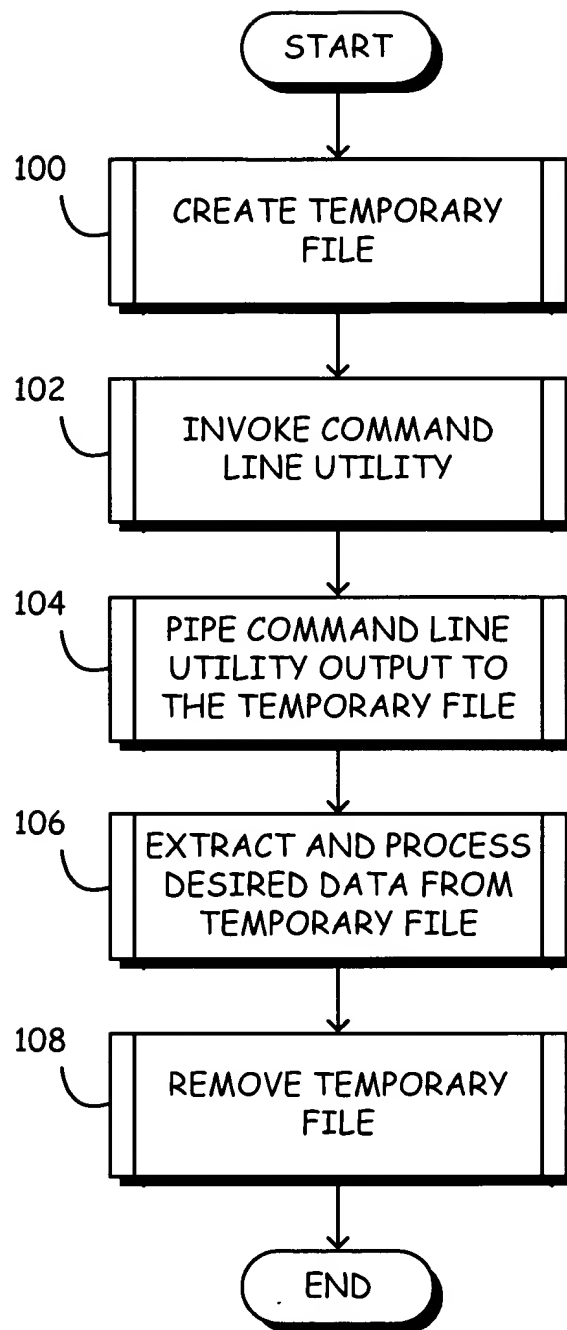 START
100
CREATE TEMPORARY
FILE
102
INVOKE COMMAND
LINE UTILITY
104
PIPE COMMAND LINE
UTILITY OUTPUT TO
THE TEMPORARY FILE
106
EXTRACT AND PROCESS
DESIRED DATA FROM
TEMPORARY FILE
108
REMOVE TEMPORARY
FILE
END